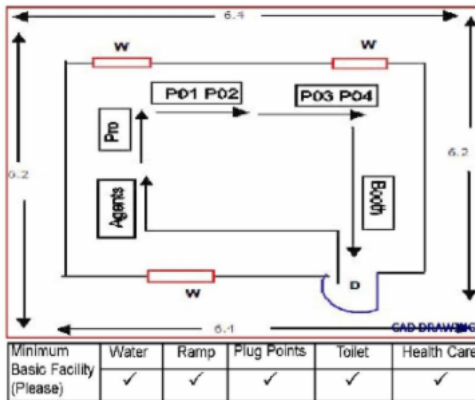 6.4
W
W
P01 P02
P03 P04
Pro
6.2
6.2
Agents
Booth
W
D
6.4
CAD DRAWING
Minimum Basic Facility (Please)
Water
Ramp
Plug Points
Toilet
Health Care
✓
✓
✓
✓
✓